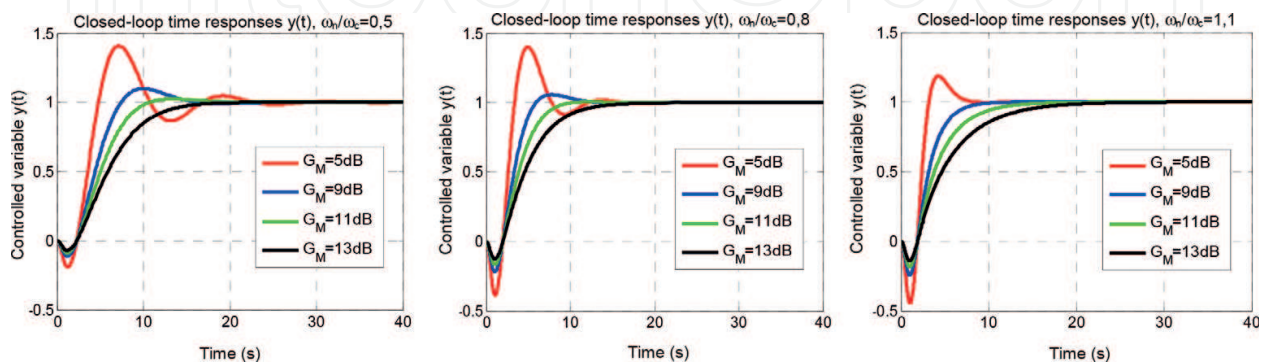 Closed-loop time responses y(t), ωn/ωc=0,5
Controlled variable y(t)
1.5
1
0.5
0
-0.5
GM=5dB
GM=9dB
GM=11dB
GM=13dB
0 10 20 30 40
Time (s)
Closed-loop time responses y(t), ωn/ωc=0,8
Controlled variable y(t)
1.5
1
0.5
0
-0.5
GM=5dB
GM=9dB
GM=11dB
GM=13dB
0 10 20 30 40
Time (s)
Closed-loop time responses y(t), ωn/ωc=1,1
Controlled variable y(t)
1.5
1
0.5
0
-0.5
GM=5dB
GM=9dB
GM=11dB
GM=13dB
0 10 20 30 40
Time (s)